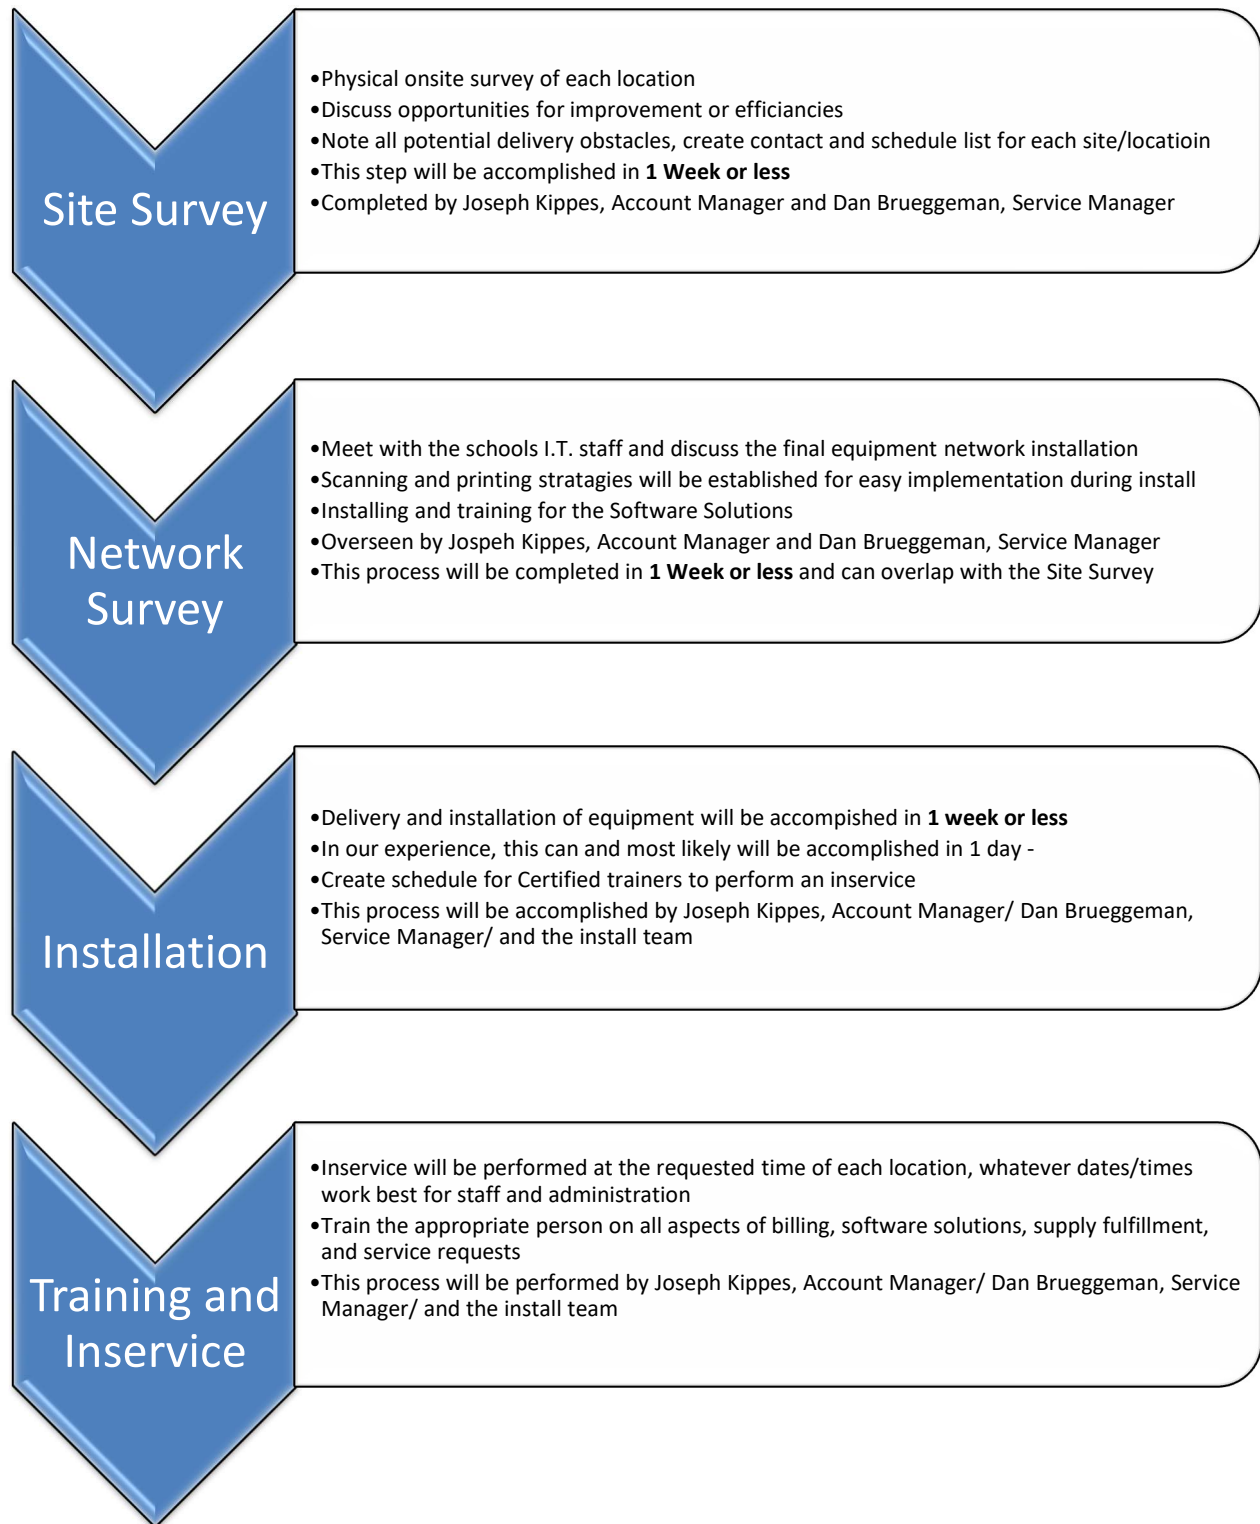 Site Survey
•Physical onsite survey of each location
•Discuss opportunities for improvement or efficiancies
•Note all potential delivery obstacles, create contact and schedule list for each site/locatioin
•This step will be accomplished in 1 Week or less
•Completed by Joseph Kippes, Account Manager and Dan Brueggeman, Service Manager
Network
Survey
•Meet with the schools I.T. staff and discuss the final equipment network installation
•Scanning and printing stratagies will be established for easy implementation during install
•Installing and training for the Software Solutions
•Overseen by Jospeh Kippes, Account Manager and Dan Brueggeman, Service Manager
•This process will be completed in 1 Week or less and can overlap with the Site Survey
Installation
•Delivery and installation of equipment will be accompished in 1 week or less
•In our experience, this can and most likely will be accomplished in 1 day -
•Create schedule for Certified trainers to perform an inservice
•This process will be accomplished by Joseph Kippes, Account Manager/ Dan Brueggeman,
Service Manager/ and the install team
Training and
Inservice
•Inservice will be performed at the requested time of each location, whatever dates/times
work best for staff and administration
•Train the appropriate person on all aspects of billing, software solutions, supply fulfillment,
and service requests
•This process will be performed by Joseph Kippes, Account Manager/ Dan Brueggeman, Service
Manager/ and the install team